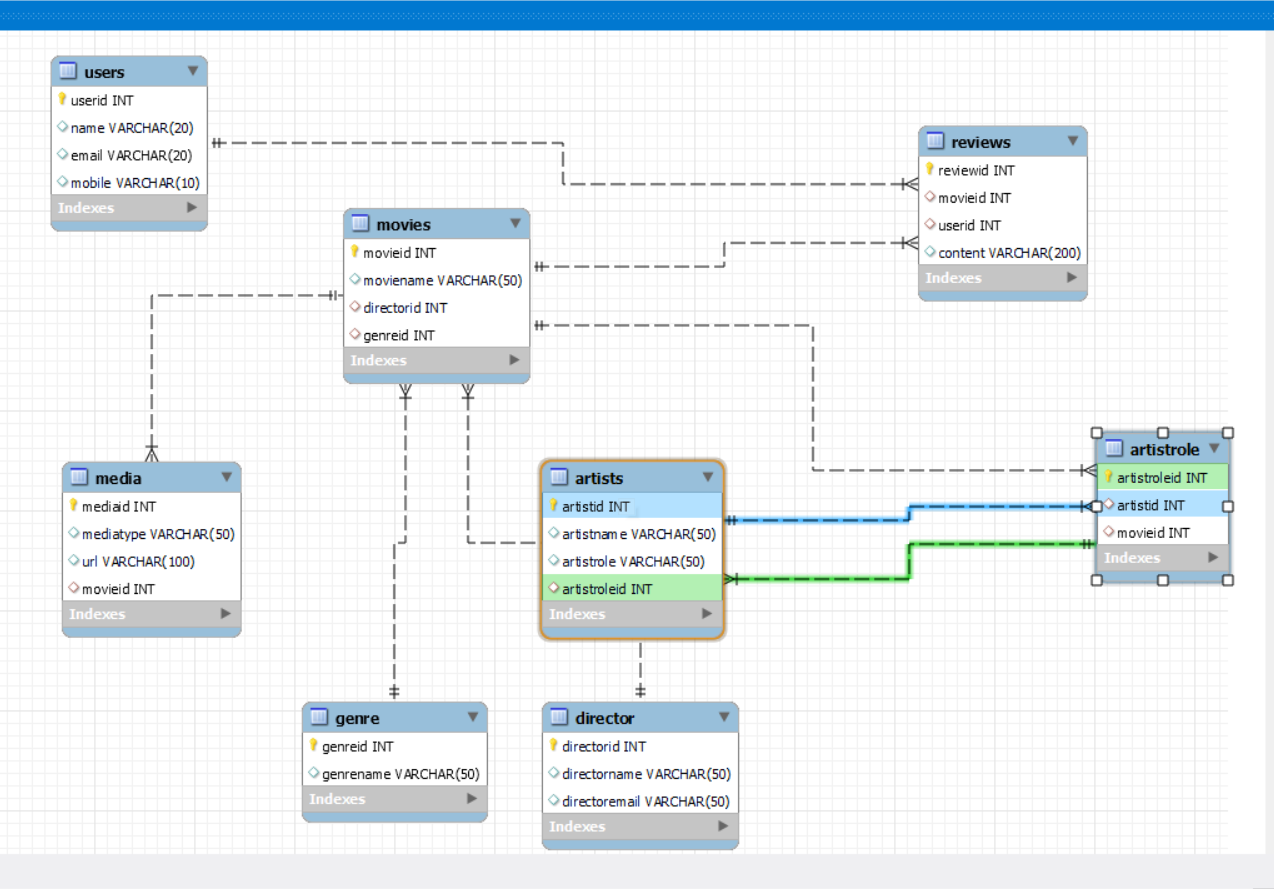 users
userid INT
name VARCHAR(20)
email VARCHAR(20)
mobile VARCHAR(10)
Indexes
reviews
reviewid INT
movieid INT
userid INT
content VARCHAR(200)
Indexes
movies
movieid INT
moviename VARCHAR(50)
directorid INT
genreid INT
Indexes
media
mediaid INT
mediatype VARCHAR(50)
url VARCHAR(100)
movieid INT
Indexes
artists
artistid INT
artistname VARCHAR(50)
artistrole VARCHAR(50)
artistroleid INT
Indexes
artistrole
artistroleid INT
artistid INT
movieid INT
Indexes
genre
genreid INT
genrename VARCHAR(50)
Indexes
director
directorid INT
directorname VARCHAR(50)
directoremail VARCHAR(50)
Indexes